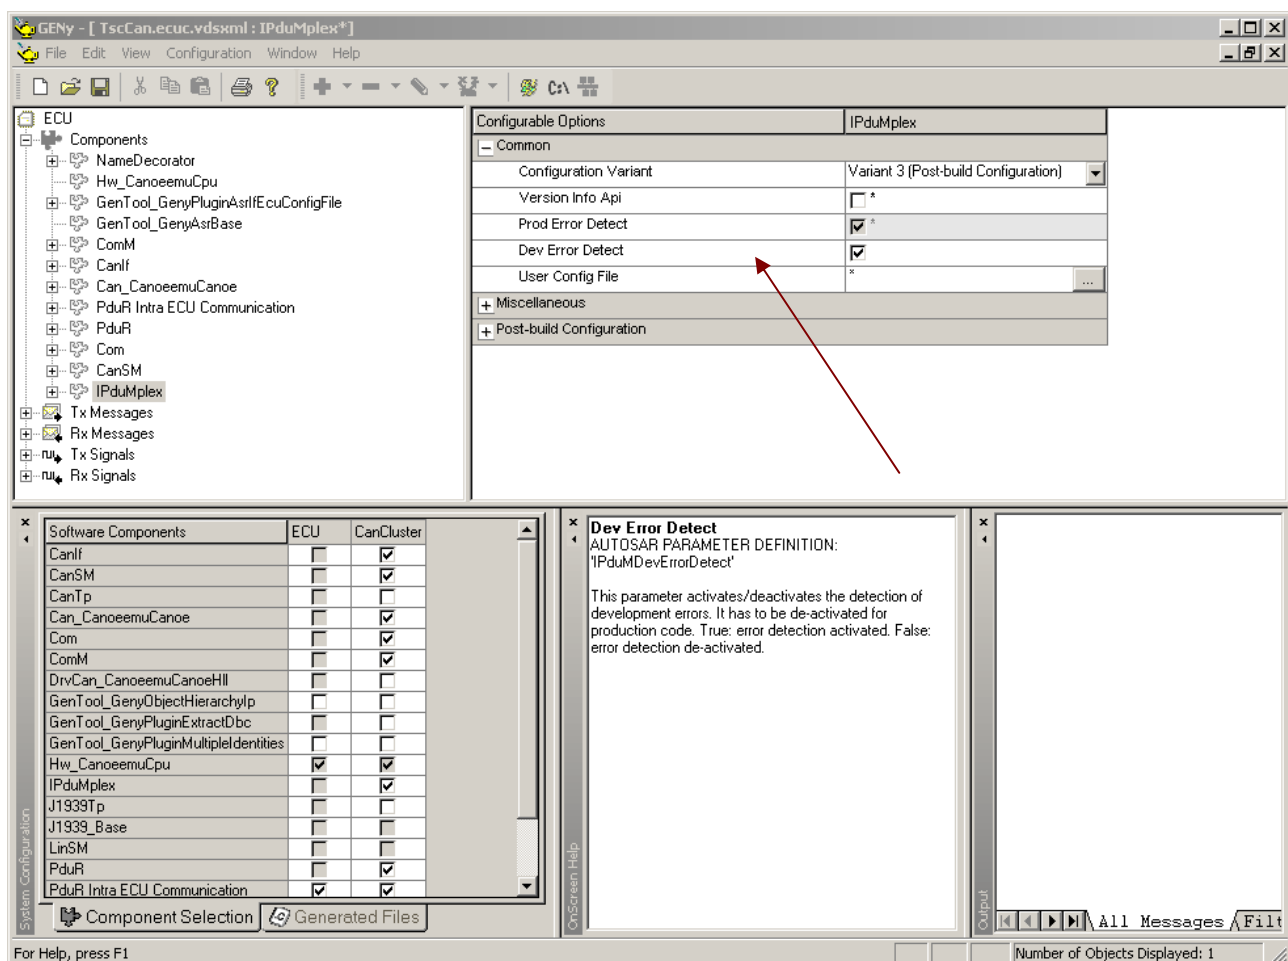 GENy - [ TscCan.ecuc.vdsxml : IPduMplex*]
File Edit View Configuration Window Help
C:\
ECU
Components
NameDecorator
Hw_CanoeemuCpu
GenTool_GenyPluginAsrIfEcuConfigFile
GenTool_GenyAsrBase
ComM
CanIf
Can_CanoeemuCanoe
PduR Intra ECU Communication
PduR
Com
CanSM
IPduMplex
Tx Messages
Rx Messages
Tx Signals
Rx Signals
Configurable Options IPduMplex
Common
Configuration Variant Variant 3 (Post-build Configuration)
Version Info Api *
Prod Error Detect *
Dev Error Detect
User Config File * ...
Miscellaneous
Post-build Configuration
System Configuration
Software Components ECU CanCluster
CanIf
CanSM
CanTp
Can_CanoeemuCanoe
Com
ComM
DrvCan_CanoeemuCanoeHll
GenTool_GenyObjectHierarchyIp
GenTool_GenyPluginExtractDbc
GenTool_GenyPluginMultipleIdentities
Hw_CanoeemuCpu
IPduMplex
J1939Tp
J1939_Base
LinSM
PduR
PduR Intra ECU Communication
Component Selection Generated Files
OnScreen Help
Dev Error Detect
AUTOSAR PARAMETER DEFINITION:
'IPduMDevErrorDetect'
This parameter activates/deactivates the detection of
development errors. It has to be de-activated for
production code. True: error detection activated. False:
error detection de-activated.
Output
All Messages Filt
For Help, press F1
Number of Objects Displayed: 1